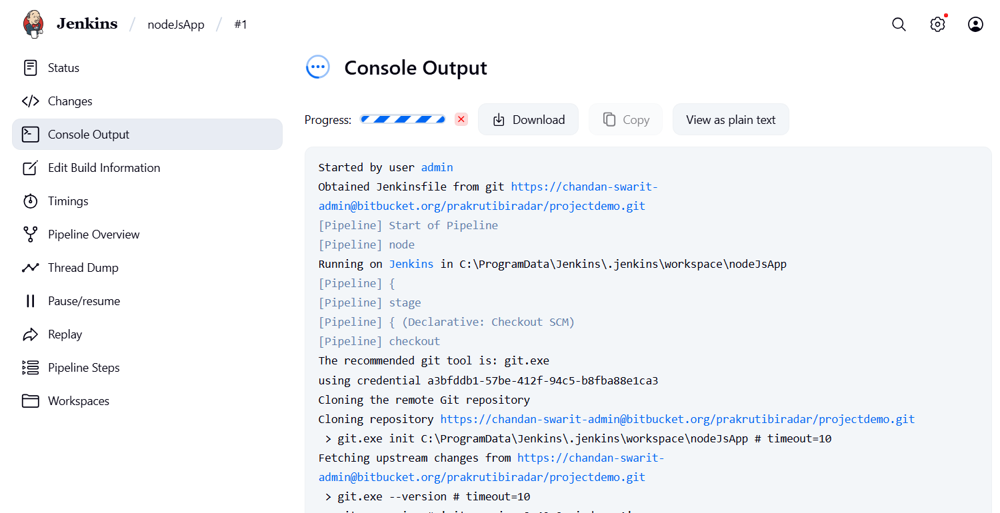 Jenkins / nodeJsApp / #1
Status
Changes
Console Output
Edit Build Information
Timings
Pipeline Overview
Thread Dump
Pause/resume
Replay
Pipeline Steps
Workspaces
Console Output
Progress: Download Copy View as plain text
Started by user admin
Obtained Jenkinsfile from git https://chandan-swarit-
admin@bitbucket.org/prakrutibiradar/projectdemo.git
[Pipeline] Start of Pipeline
[Pipeline] node
Running on Jenkins in C:\ProgramData\Jenkins\.jenkins\workspace\nodeJsApp
[Pipeline] {
[Pipeline] stage
[Pipeline] { (Declarative: Checkout SCM)
[Pipeline] checkout
The recommended git tool is: git.exe
using credential a3bfddb1-57be-412f-94c5-b8fba88e1ca3
Cloning the remote Git repository
Cloning repository https://chandan-swarit-admin@bitbucket.org/prakrutibiradar/projectdemo.git
> git.exe init C:\ProgramData\Jenkins\.jenkins\workspace\nodeJsApp # timeout=10
Fetching upstream changes from https://chandan-swarit-
admin@bitbucket.org/prakrutibiradar/projectdemo.git
> git.exe --version # timeout=10